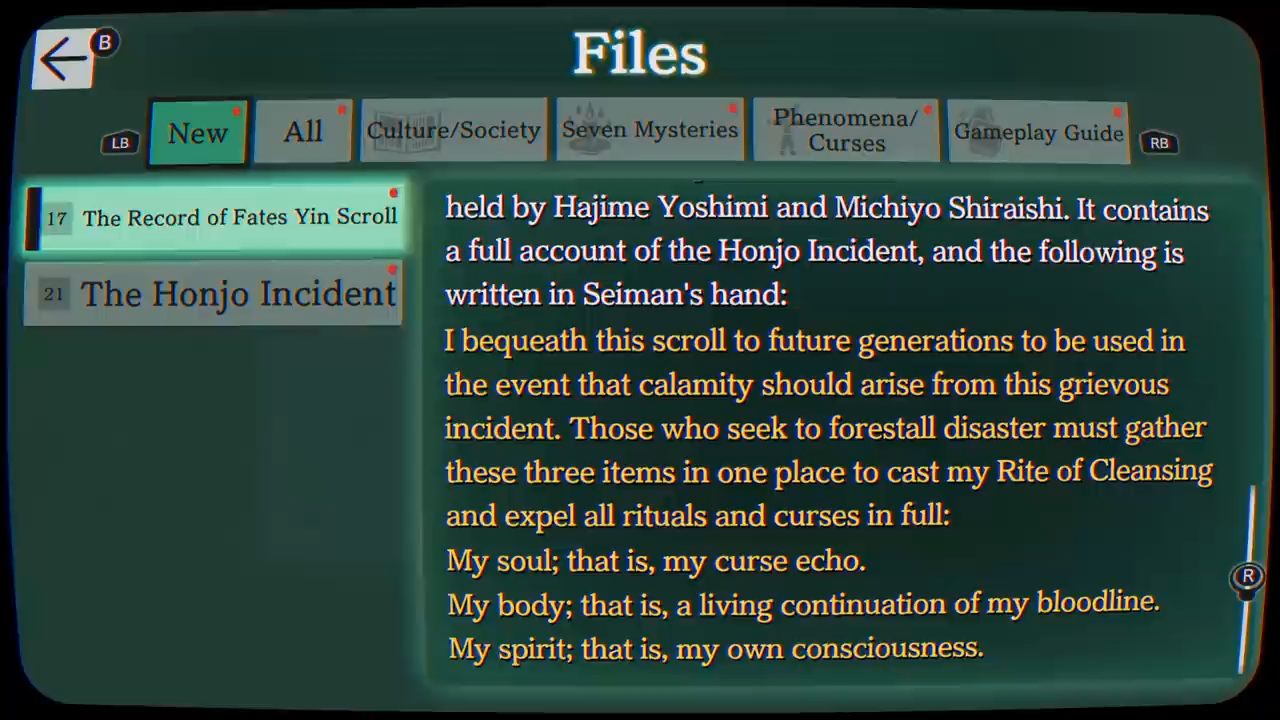 B
Files
LB
New
All
Culture/Society
Seven Mysteries
Phenomena/
Curses
Gameplay Guide
RB
17 The Record of Fates Yin Scroll
21 The Honjo Incident
held by Hajime Yoshimi and Michiyo Shiraishi. It contains
a full account of the Honjo Incident, and the following is
written in Seiman's hand:
I bequeath this scroll to future generations to be used in
the event that calamity should arise from this grievous
incident. Those who seek to forestall disaster must gather
these three items in one place to cast my Rite of Cleansing
and expel all rituals and curses in full:
My soul; that is, my curse echo.
My body; that is, a living continuation of my bloodline.
My spirit; that is, my own consciousness.
R